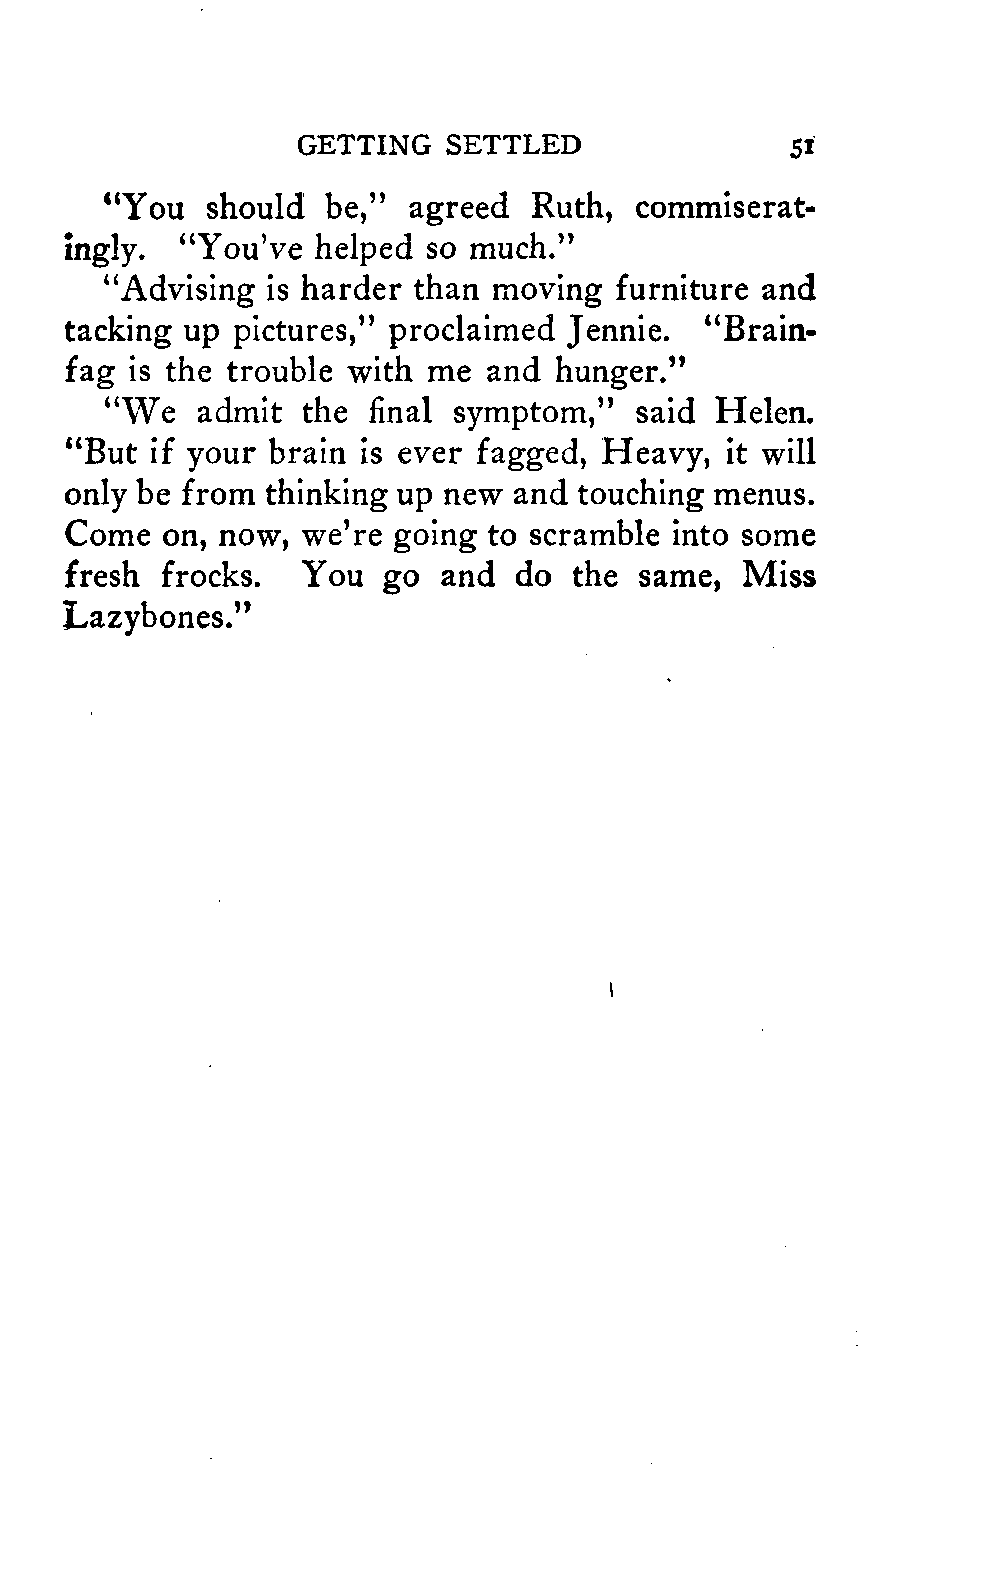 GETTING SETTLED 51
“You should be,” agreed Ruth, commiserat-
ingly. “You've helped so much.”
“Advising is harder than moving furniture and
tacking up pictures,” proclaimed Jennie. “Brain-
fag is the trouble with me and hunger.”
“We admit the final symptom,” said Helen.
“But if your brain is ever fagged, Heavy, it will
only be from thinking up new and touching menus.
Come on, now, we're going to scramble into some
fresh frocks. You go and do the same, Miss
Lazybones.”